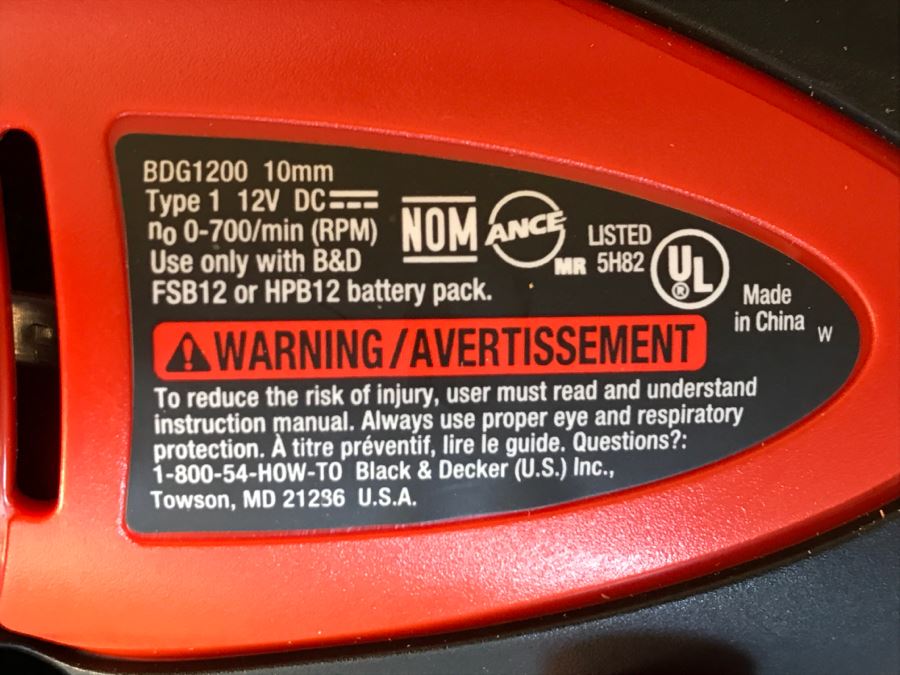 BDG1200 10mm
Type 1 12V DC
no 0-700/min (RPM)
Use only with B&D
FSB12 or HPB12 battery pack.
NOM
ANCE
MR
LISTED
5H82
UL
®
Made
in China
W
WARNING/AVERTISSEMENT
To reduce the risk of injury, user must read and understand
instruction manual. Always use proper eye and respiratory
protection. À titre préventif, lire le guide. Questions?:
1-800-54-HOW-TO Black & Decker (U.S.) Inc.,
Towson, MD 21236 U.S.A.